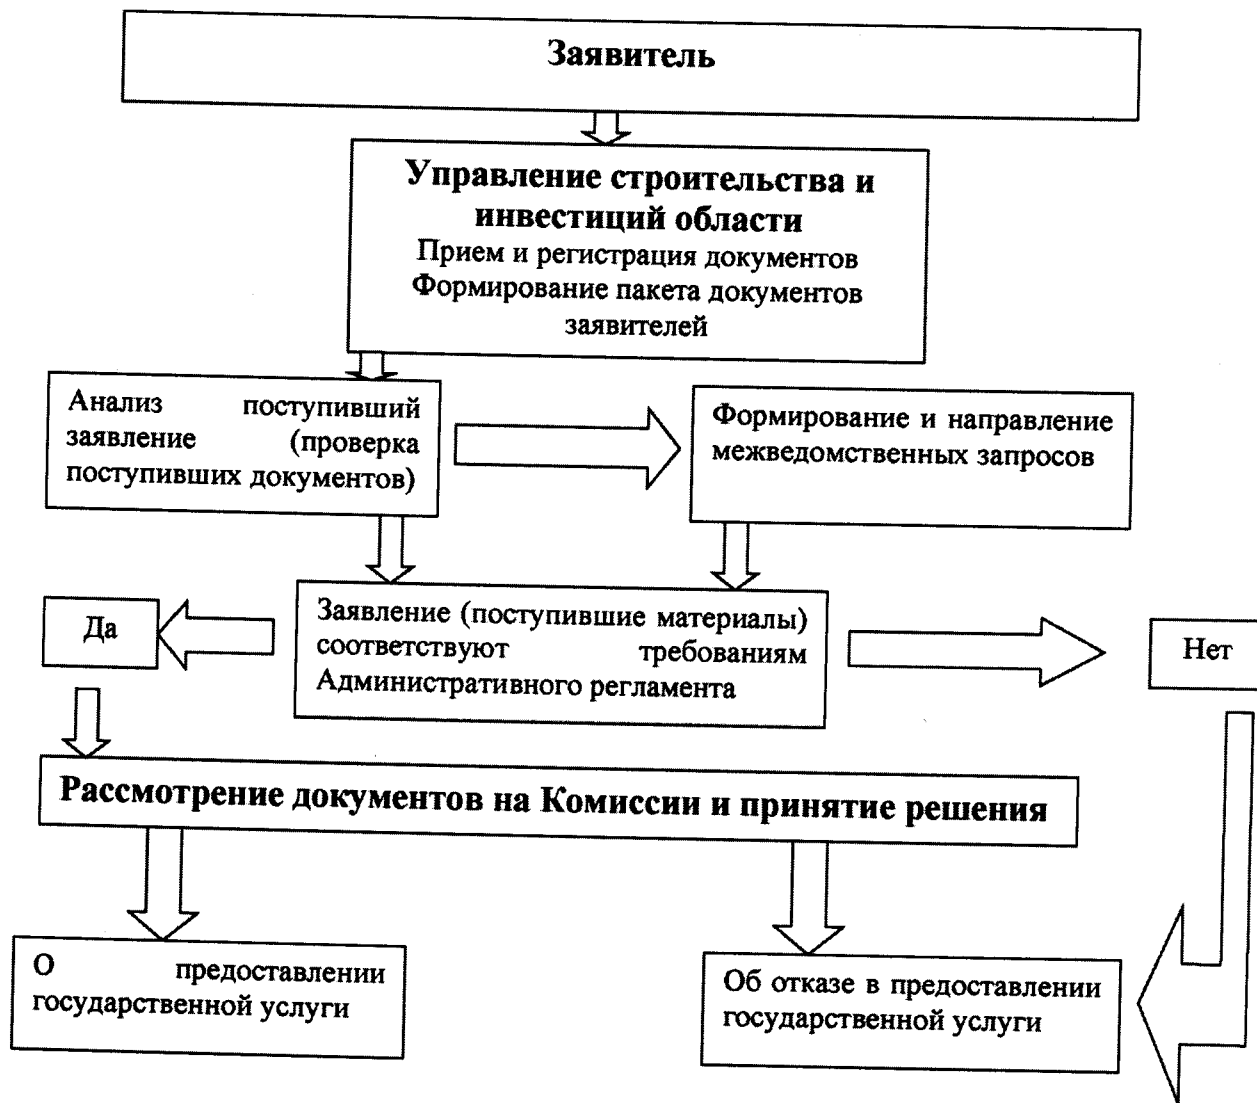 Заявитель
Управление строительства и
инвестиций области
Прием и регистрация документов
Формирование пакета документов
заявителей
Анализ поступивший
заявление (проверка
поступивших документов)
Формирование и направление
межведомственных запросов
Да
Заявление (поступившие материалы)
соответствуют требованиям
Административного регламента
Нет
Рассмотрение документов на Комиссии и принятие решения
О предоставлении
государственной услуги
Об отказе в предоставлении
государственной услуги